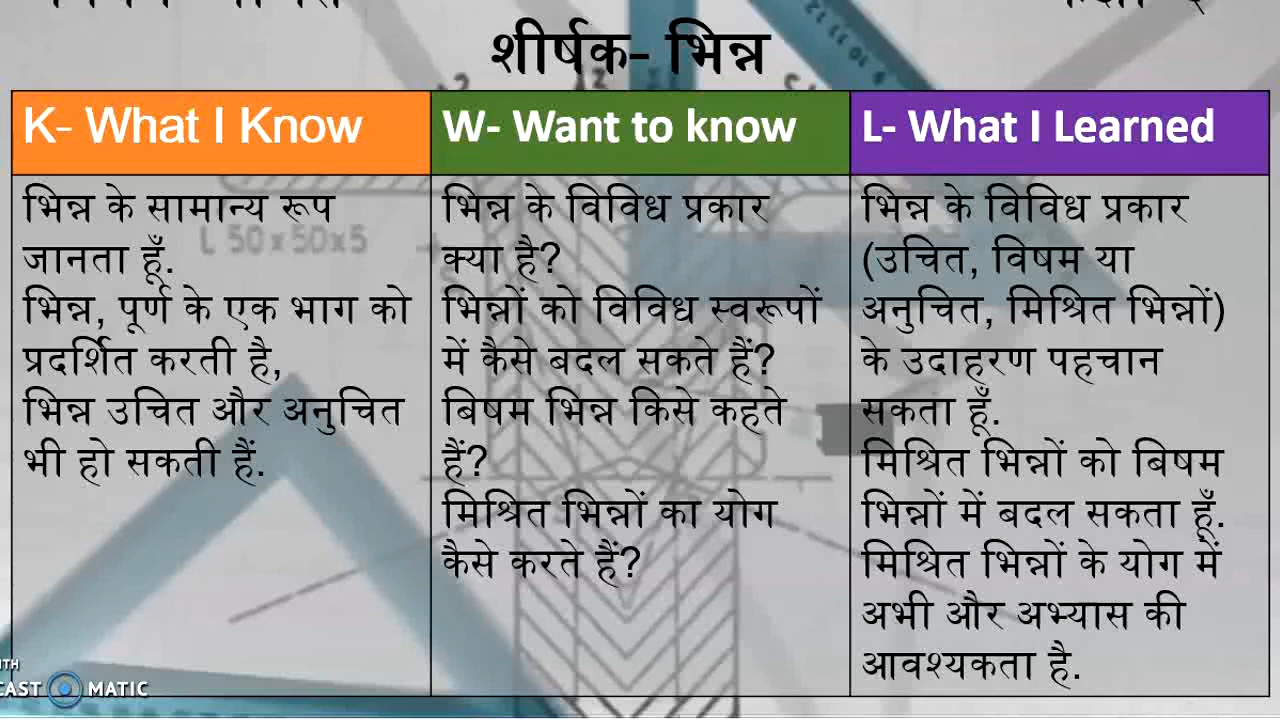 शीर्षक- भिन्न
K- What I Know
W- Want to know
L- What I Learned
भिन्न के सामान्य रूप
जानता हूँ.
भिन्न, पूर्ण के एक भाग को
प्रदर्शित करती है,
भिन्न उचित और अनुचित
भी हो सकती हैं.
भिन्न के विविध प्रकार
क्या है?
भिन्नों को विविध स्वरूपों
में कैसे बदल सकते हैं?
बिषम भिन्न किसे कहते
हैं?
मिश्रित भिन्नों का योग
कैसे करते हैं?
भिन्न के विविध प्रकार
(उचित, विषम या
अनुचित, मिश्रित भिन्नों)
के उदाहरण पहचान
सकता हूँ.
मिश्रित भिन्नों को बिषम
भिन्नों में बदल सकता हूँ.
मिश्रित भिन्नों के योग में
अभी और अभ्यास की
आवश्यकता है.
L 50x50x5
CAST MATIC